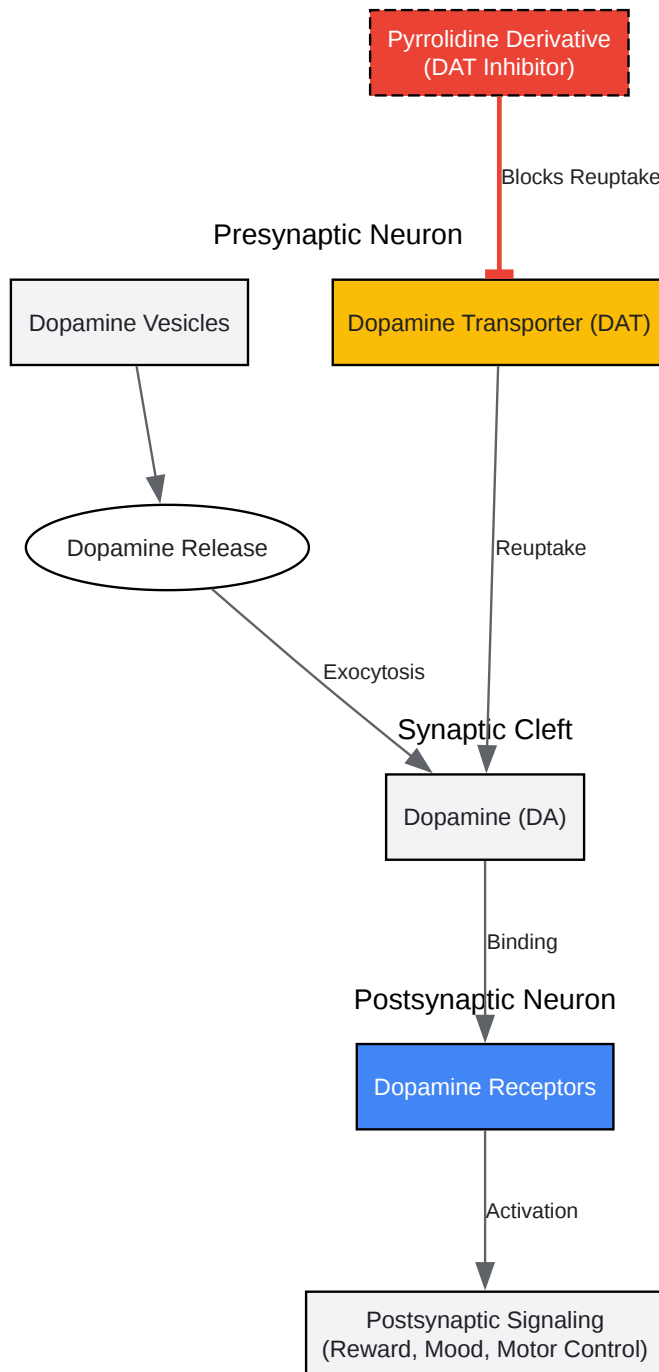 Pyrrolidine Derivative
(DAT Inhibitor)
Blocks Reuptake
Presynaptic Neuron
Dopamine Vesicles
Dopamine Transporter (DAT)
Dopamine Release
Reuptake
Exocytosis
Synaptic Cleft
Dopamine (DA)
Binding
Postsynaptic Neuron
Dopamine Receptors
Activation
Postsynaptic Signaling
(Reward, Mood, Motor Control)